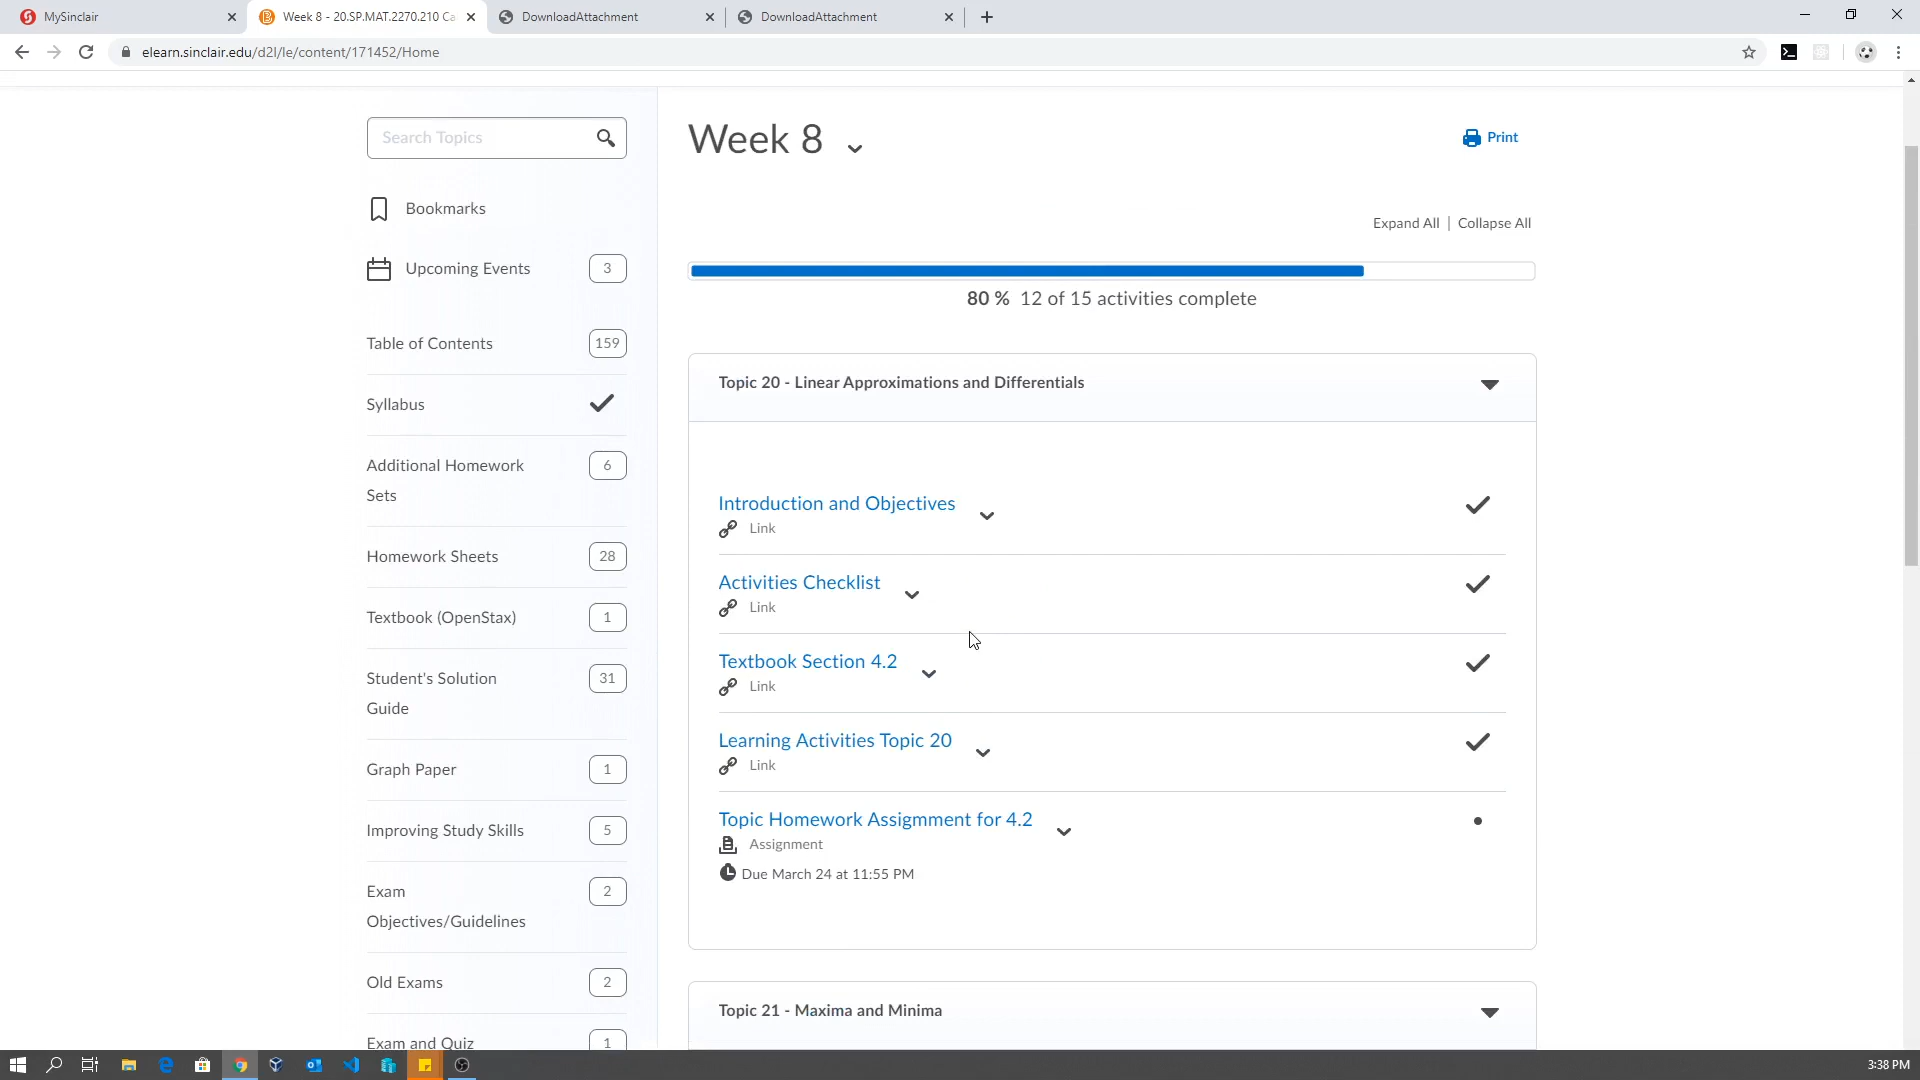 MySinclair
Week 8 - 20.SP.MAT.2270.210 Ca
DownloadAttachment
DownloadAttachment
elearn.sinclair.edu/d2l/le/content/171452/Home
Search Topics
Bookmarks
Upcoming Events 3
Table of Contents 159
Syllabus
Additional Homework 6
Sets
Homework Sheets 28
Textbook (OpenStax) 1
Student's Solution 31
Guide
Graph Paper 1
Improving Study Skills 5
Exam 2
Objectives/Guidelines
Old Exams 2
Exam and Quiz 1
Week 8
Print
Expand All | Collapse All
80 % 12 of 15 activities complete
Topic 20 - Linear Approximations and Differentials
Introduction and Objectives
Link
Activities Checklist
Link
Textbook Section 4.2
Link
Learning Activities Topic 20
Link
Topic Homework Assigmment for 4.2
Assignment
Due March 24 at 11:55 PM
Topic 21 - Maxima and Minima
3:38 PM